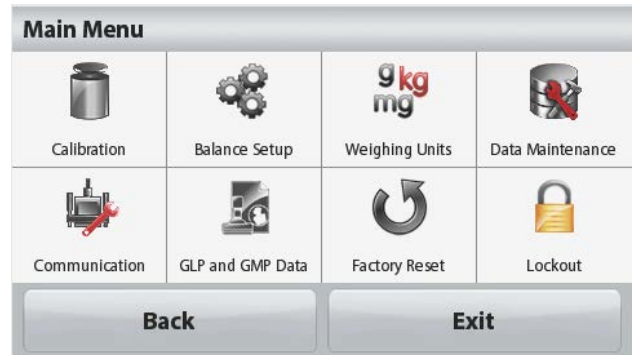 Main Menu
g kg
mg
Calibration
Balance Setup
Weighing Units
Data Maintenance
Communication
GLP and GMP Data
Factory Reset
Lockout
Back
Exit